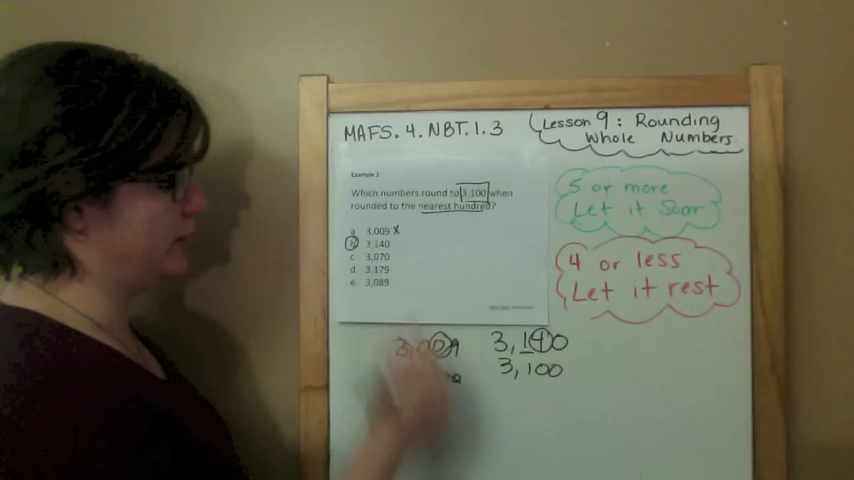 MAFS.4.NBT.1.3
Lesson 9: Rounding
Whole Numbers
Example 3
Which numbers round to 3,100 when
rounded to the nearest hundred?
a 3,009 x
b 3,140
c 3,070
d 3,179
e. 3,089
5 or more
Let it Soar
4 or less
Let it rest
3,009
3,140
3,100